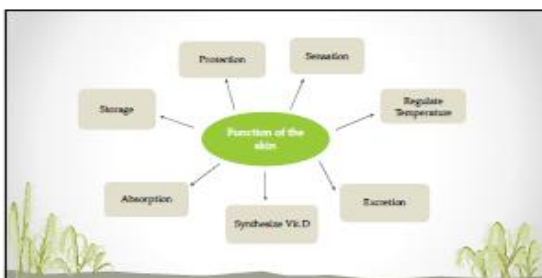 Protection
Sensation
Storage
Regulate
Temperature
Function of the
skin
Absorption
Excretion
Synthesize Vit.D